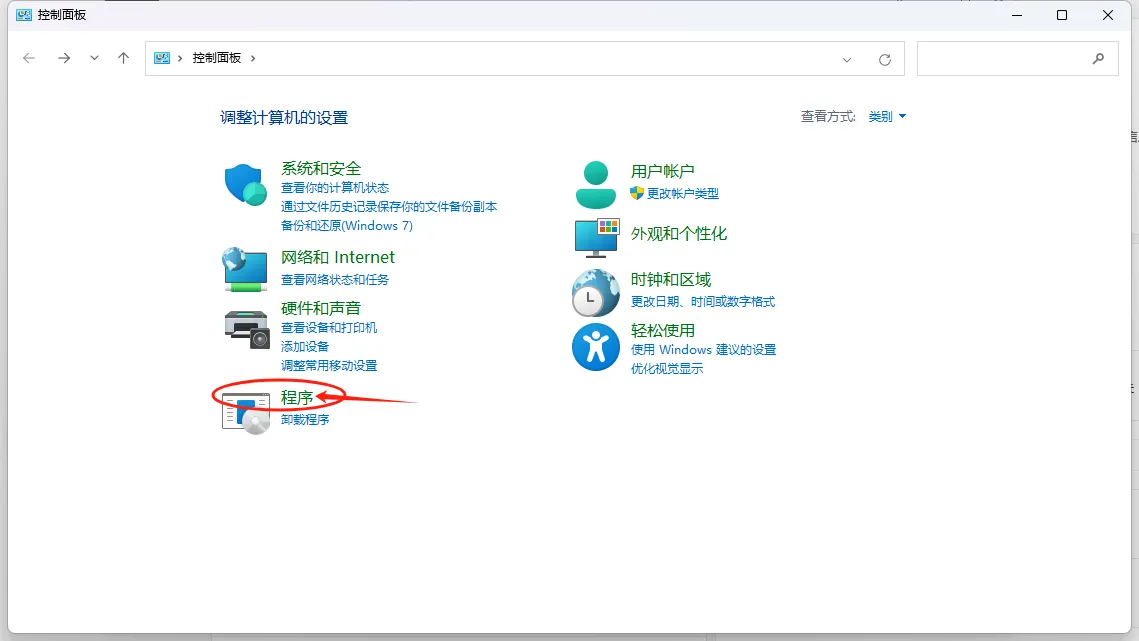 控制面板
控制面板
调整计算机的设置
查看方式: 类别
系统和安全
查看你的计算机状态
通过文件历史记录保存你的文件备份副本
备份和还原(Windows 7)
网络和 Internet
查看网络状态和任务
硬件和声音
查看设备和打印机
添加设备
调整常用移动设置
程序
卸载程序
用户帐户
更改帐户类型
外观和个性化
时钟和区域
更改日期、时间或数字格式
轻松使用
使用 Windows 建议的设置
优化视觉显示